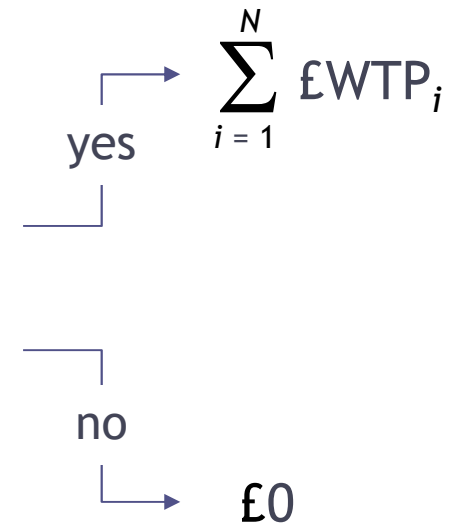 N
∑ £WTPᵢ
i = 1
yes
no
£0